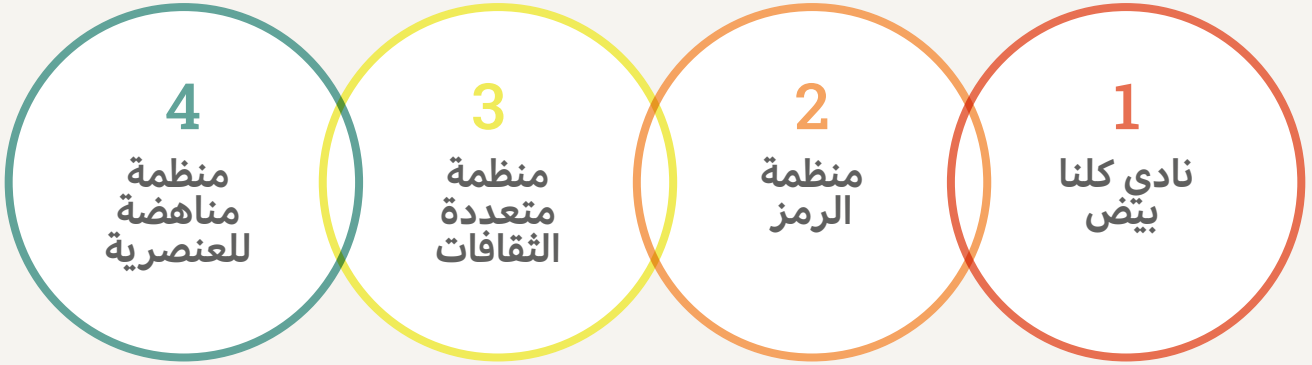 1
نادي كلنا
بيض
2
منظمة
الرمز
3
منظمة
متعددة
الثقافات
4
منظمة
مناهضة
للعنصرية